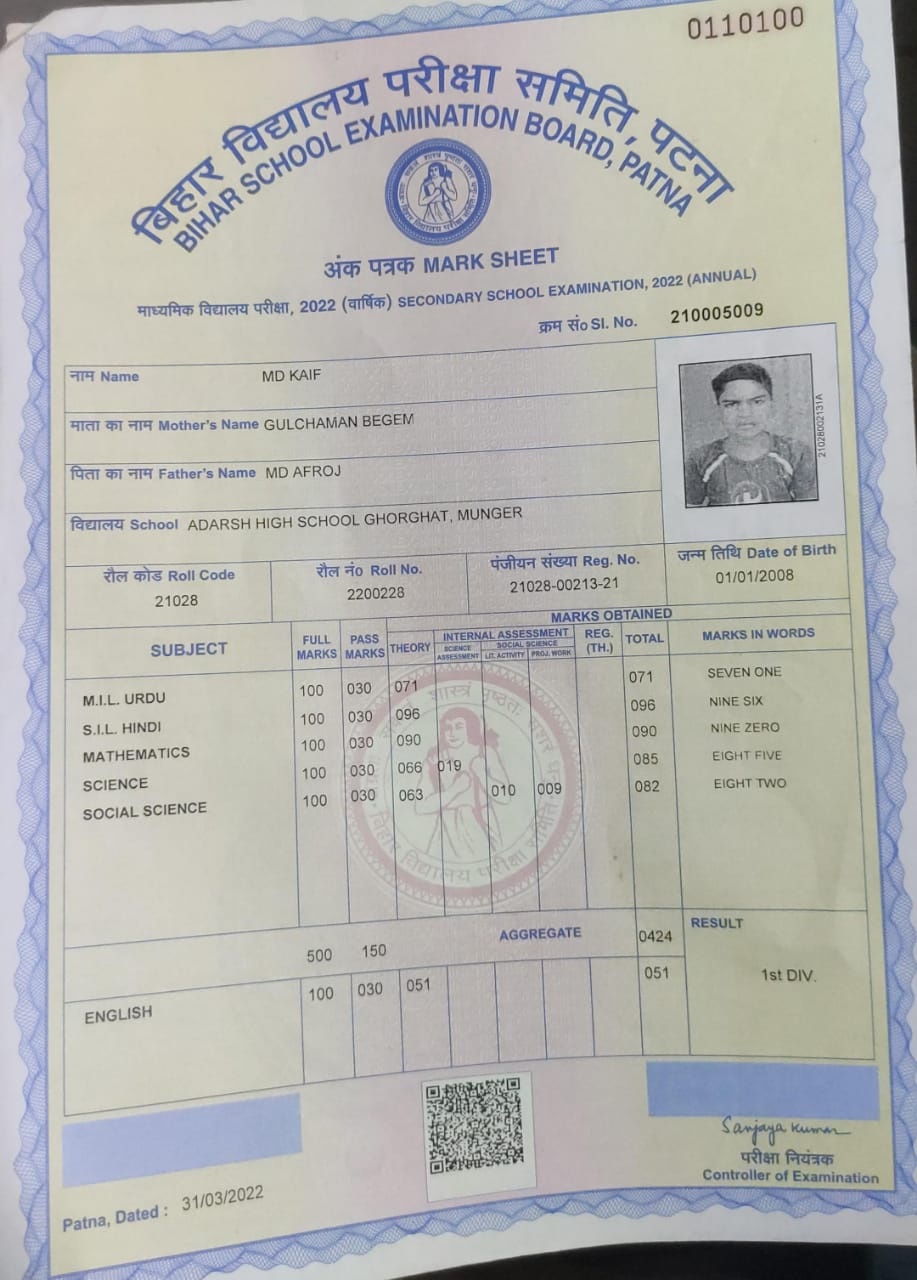 0110100
बिहार विद्यालय परीक्षा समिति, पटना
BIHAR SCHOOL EXAMINATION BOARD, PATNA
अंक पत्रक MARK SHEET
माध्यमिक विद्यालय परीक्षा, 2022 (वार्षिक) SECONDARY SCHOOL EXAMINATION, 2022 (ANNUAL)
क्रम सं० Sl. No. 210005009
नाम Name MD KAIF
माता का नाम Mother's Name GULCHAMAN BEGEM
पिता का नाम Father's Name MD AFROJ
विद्यालय School ADARSH HIGH SCHOOL GHORGHAT, MUNGER
210280002131A
रौल कोड Roll Code रौल नं० Roll No. पंजीयन संख्या Reg. No. जन्म तिथि Date of Birth
21028 2200228 21028-00213-21 01/01/2008
MARKS OBTAINED
SUBJECT FULL MARKS PASS MARKS THEORY INTERNAL ASSESSMENT REG. (TH.) TOTAL MARKS IN WORDS
SCIENCE ASSESSMENT SOCIAL SCIENCE LIT. ACTIVITY PROJ. WORK
M.I.L. URDU 100 030 071 071 SEVEN ONE
S.I.L. HINDI 100 030 096 096 NINE SIX
MATHEMATICS 100 030 090 090 NINE ZERO
SCIENCE 100 030 066 019 085 EIGHT FIVE
SOCIAL SCIENCE 100 030 063 010 009 082 EIGHT TWO
बिहार विद्यालय परीक्षा समिति
500 150 AGGREGATE 0424 RESULT
ENGLISH 100 030 051 051 1st DIV.
Sanjaya Kumar
परीक्षा नियंत्रक
Controller of Examination
Patna, Dated : 31/03/2022